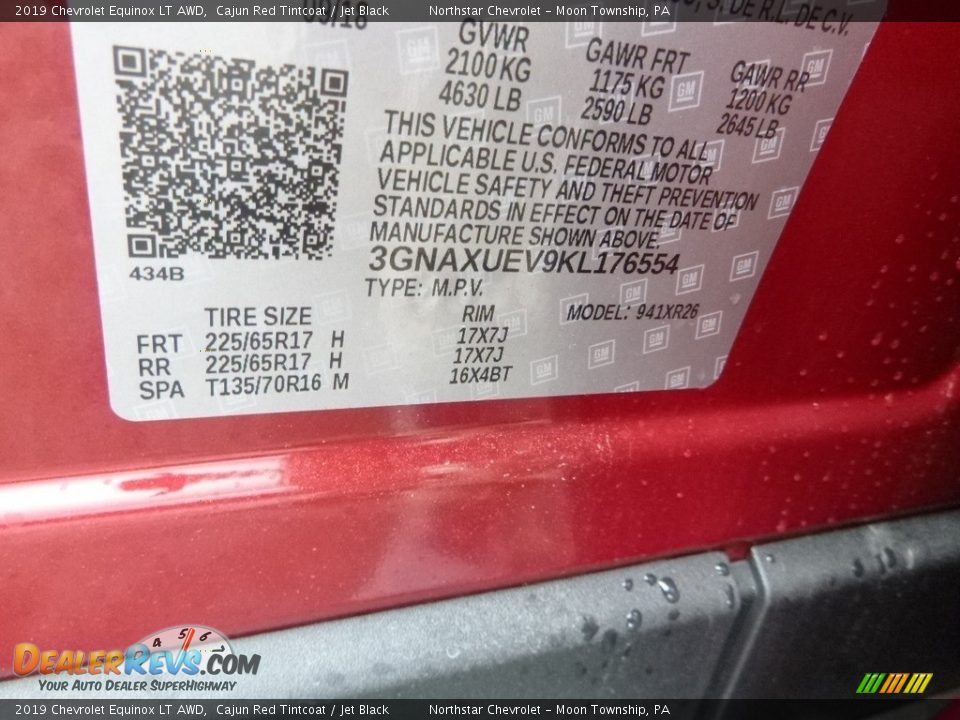 2019 Chevrolet Equinox LT AWD, Cajun Red Tintcoat / Jet Black Northstar Chevrolet - Moon Township, PA
S. DE R.L. DE C.V.
GVWR GAWR FRT GAWR RR
2100 KG 1175 KG 1200 KG
4630 LB 2590 LB 2645 LB
THIS VEHICLE CONFORMS TO ALL
APPLICABLE U.S. FEDERAL MOTOR
VEHICLE SAFETY AND THEFT PREVENTION
STANDARDS IN EFFECT ON THE DATE OF
MANUFACTURE SHOWN ABOVE.
434B
3GNAXUEV9KL176554
TYPE: M.P.V.
MODEL: 941XR26
TIRE SIZE RIM
FRT 225/65R17 H 17X7J
RR 225/65R17 H 17X7J
SPA T135/70R16 M 16X4BT
DEALERREVS.COM
YOUR AUTO DEALER SUPERHIGHWAY
2019 Chevrolet Equinox LT AWD, Cajun Red Tintcoat / Jet Black Northstar Chevrolet - Moon Township, PA